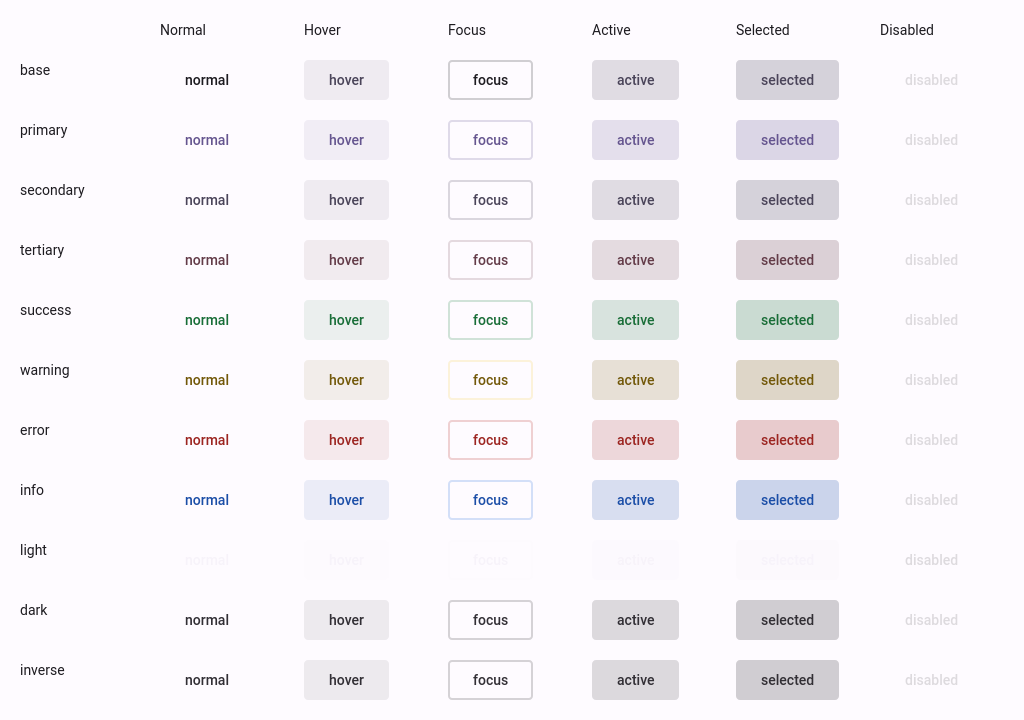 Normal Hover Focus Active Selected Disabled
base normal hover focus active selected disabled
primary normal hover focus active selected disabled
secondary normal hover focus active selected disabled
tertiary normal hover focus active selected disabled
success normal hover focus active selected disabled
warning normal hover focus active selected disabled
error normal hover focus active selected disabled
info normal hover focus active selected disabled
light normal hover focus active selected disabled
dark normal hover focus active selected disabled
inverse normal hover focus active selected disabled